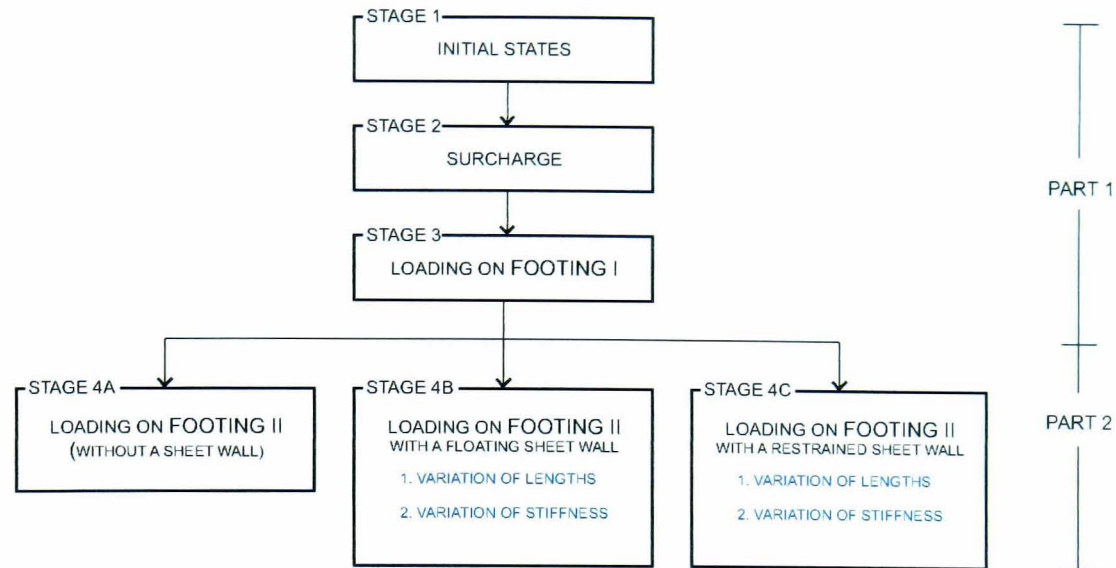 STAGE 1
INITIAL STATES
STAGE 2
SURCHARGE
STAGE 3
LOADING ON FOOTING I
PART 1
STAGE 4A
LOADING ON FOOTING II
(WITHOUT A SHEET WALL)
STAGE 4B
LOADING ON FOOTING II
WITH A FLOATING SHEET WALL
1. VARIATION OF LENGTHS
2. VARIATION OF STIFFNESS
STAGE 4C
LOADING ON FOOTING II
WITH A RESTRAINED SHEET WALL
1. VARIATION OF LENGTHS
2. VARIATION OF STIFFNESS
PART 2